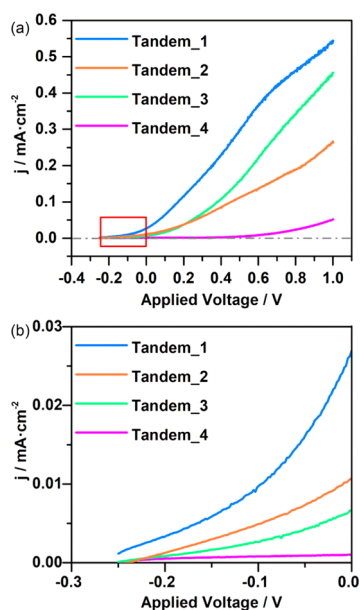 (a)
0.6
0.5
0.4
0.3
0.2
0.1
0.0
j / mA·cm⁻²
Tandem_1
Tandem_2
Tandem_3
Tandem_4
-0.4 -0.2 0.0 0.2 0.4 0.6 0.8 1.0
Applied Voltage / V
(b)
0.03
0.02
0.01
0.00
j / mA·cm⁻²
Tandem_1
Tandem_2
Tandem_3
Tandem_4
-0.3 -0.2 -0.1 0.0
Applied Voltage / V